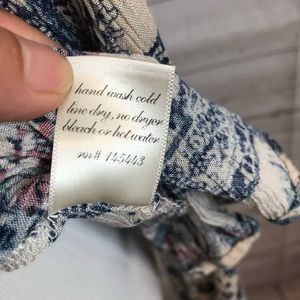 hand wash cold
line dry, no dryer
bleach or hot water
rn# 145443